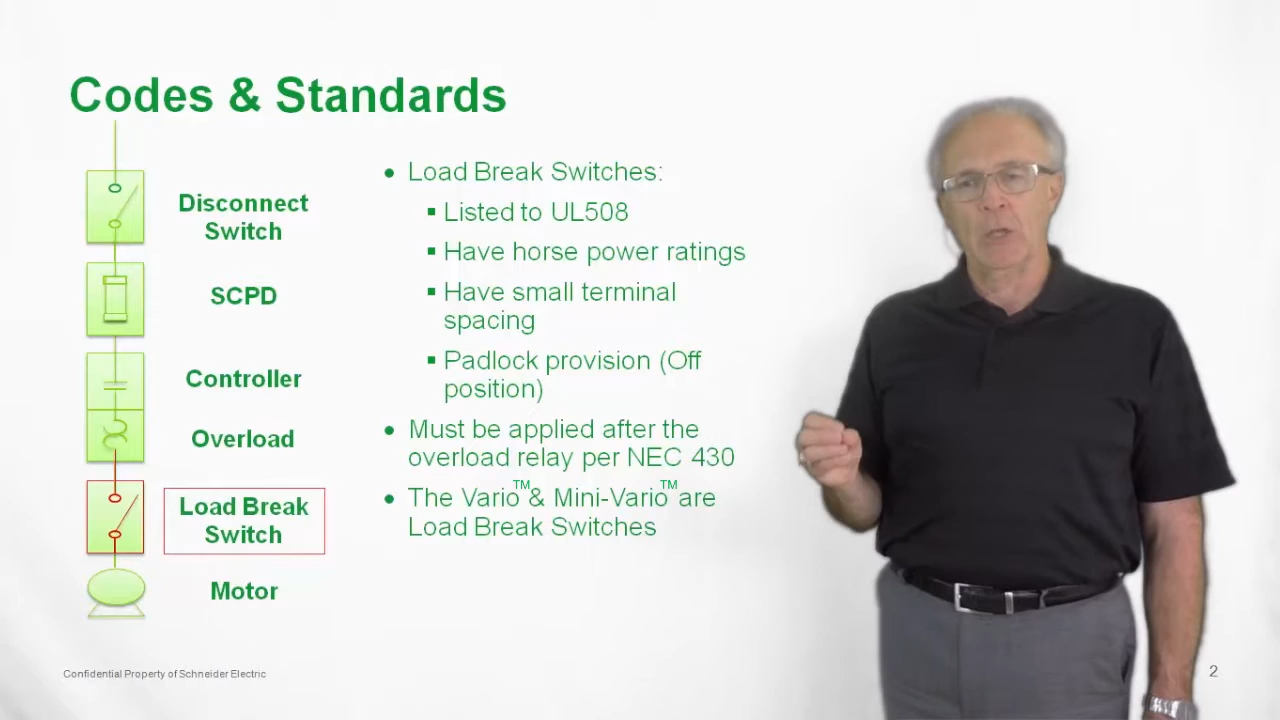 Codes & Standards
Disconnect
Switch
SCPD
Controller
Overload
Load Break
Switch
Motor
• Load Break Switches:
▪ Listed to UL508
▪ Have horse power ratings
▪ Have small terminal
spacing
▪ Padlock provision (Off
position)
• Must be applied after the
overload relay per NEC 430
• The Vario™ & Mini-Vario™ are
Load Break Switches
Confidential Property of Schneider Electric
2